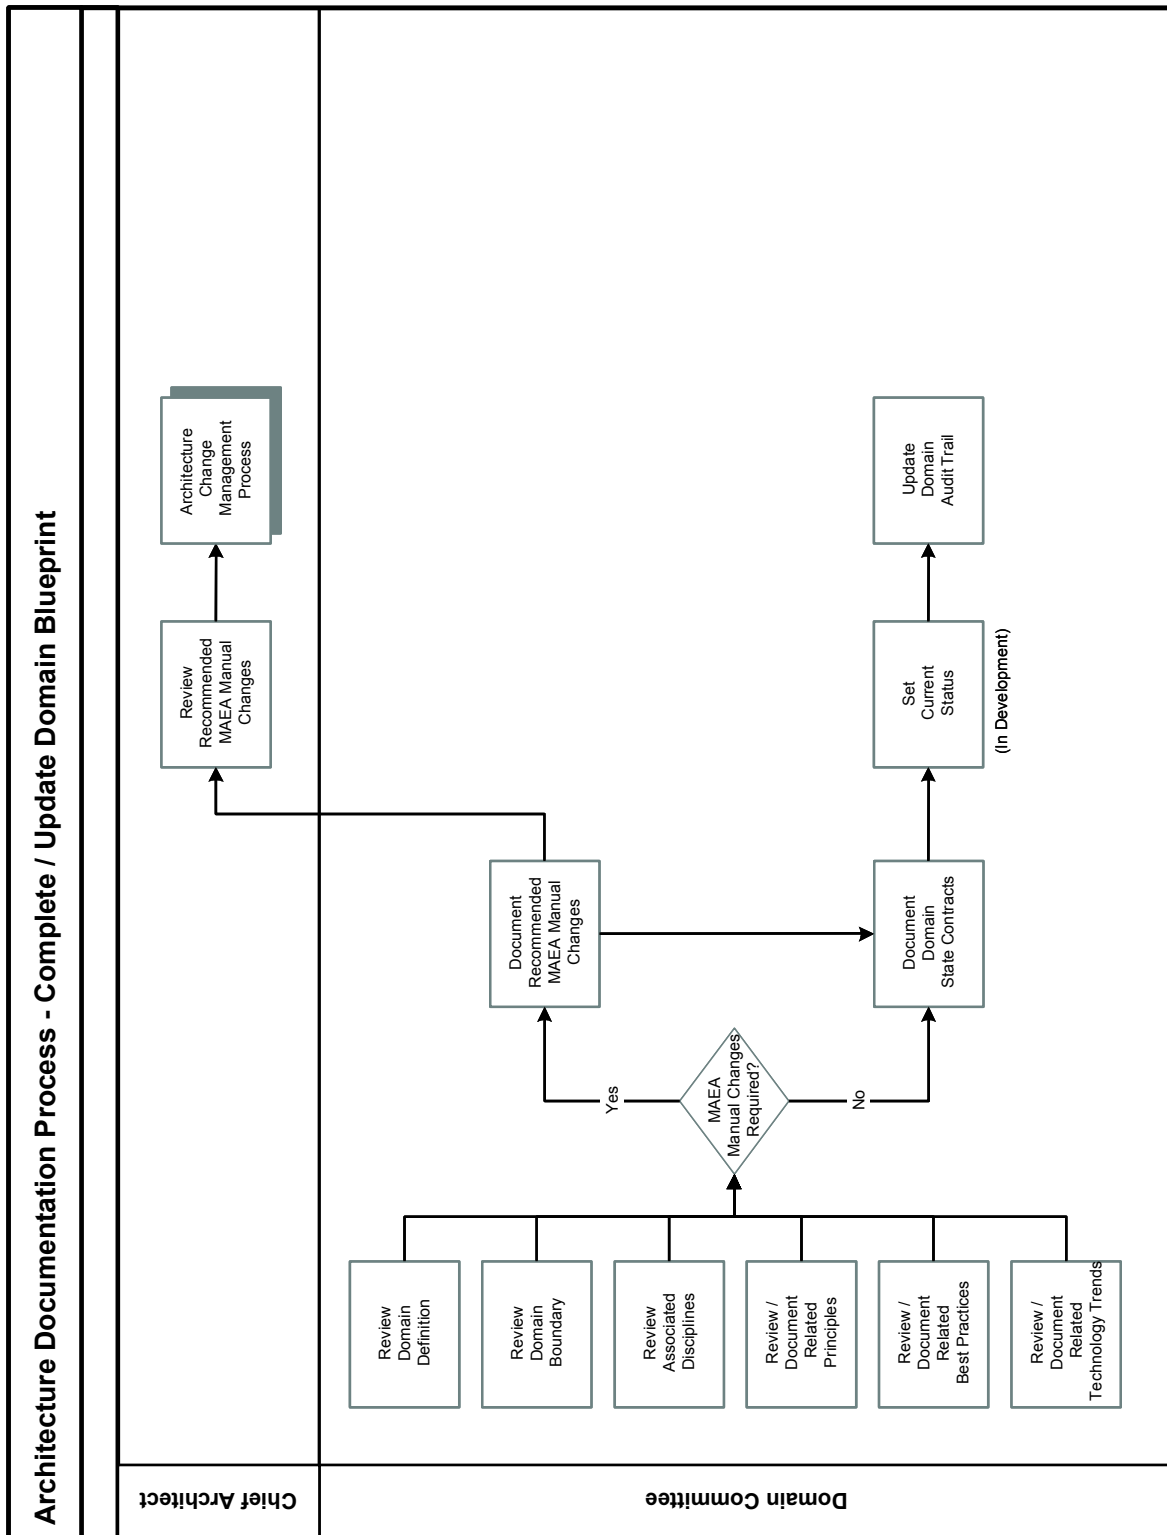 Architecture Documentation Process - Complete / Update Domain Blueprint
Chief Architect
Review
Recommended
MAEA Manual
Changes
Architecture
Change
Management
Process
Domain Committee
Review
Domain
Definition
Review
Domain
Boundary
Review
Associated
Disciplines
Review /
Document
Related
Principles
Review /
Document
Related
Best Practices
Review /
Document
Related
Technology Trends
MAEA
Manual Changes
Required?
Yes
No
Document
Recommended
MAEA Manual
Changes
Document
Domain
State Contracts
Set
Current
Status
(In Development)
Update
Domain
Audit Trail